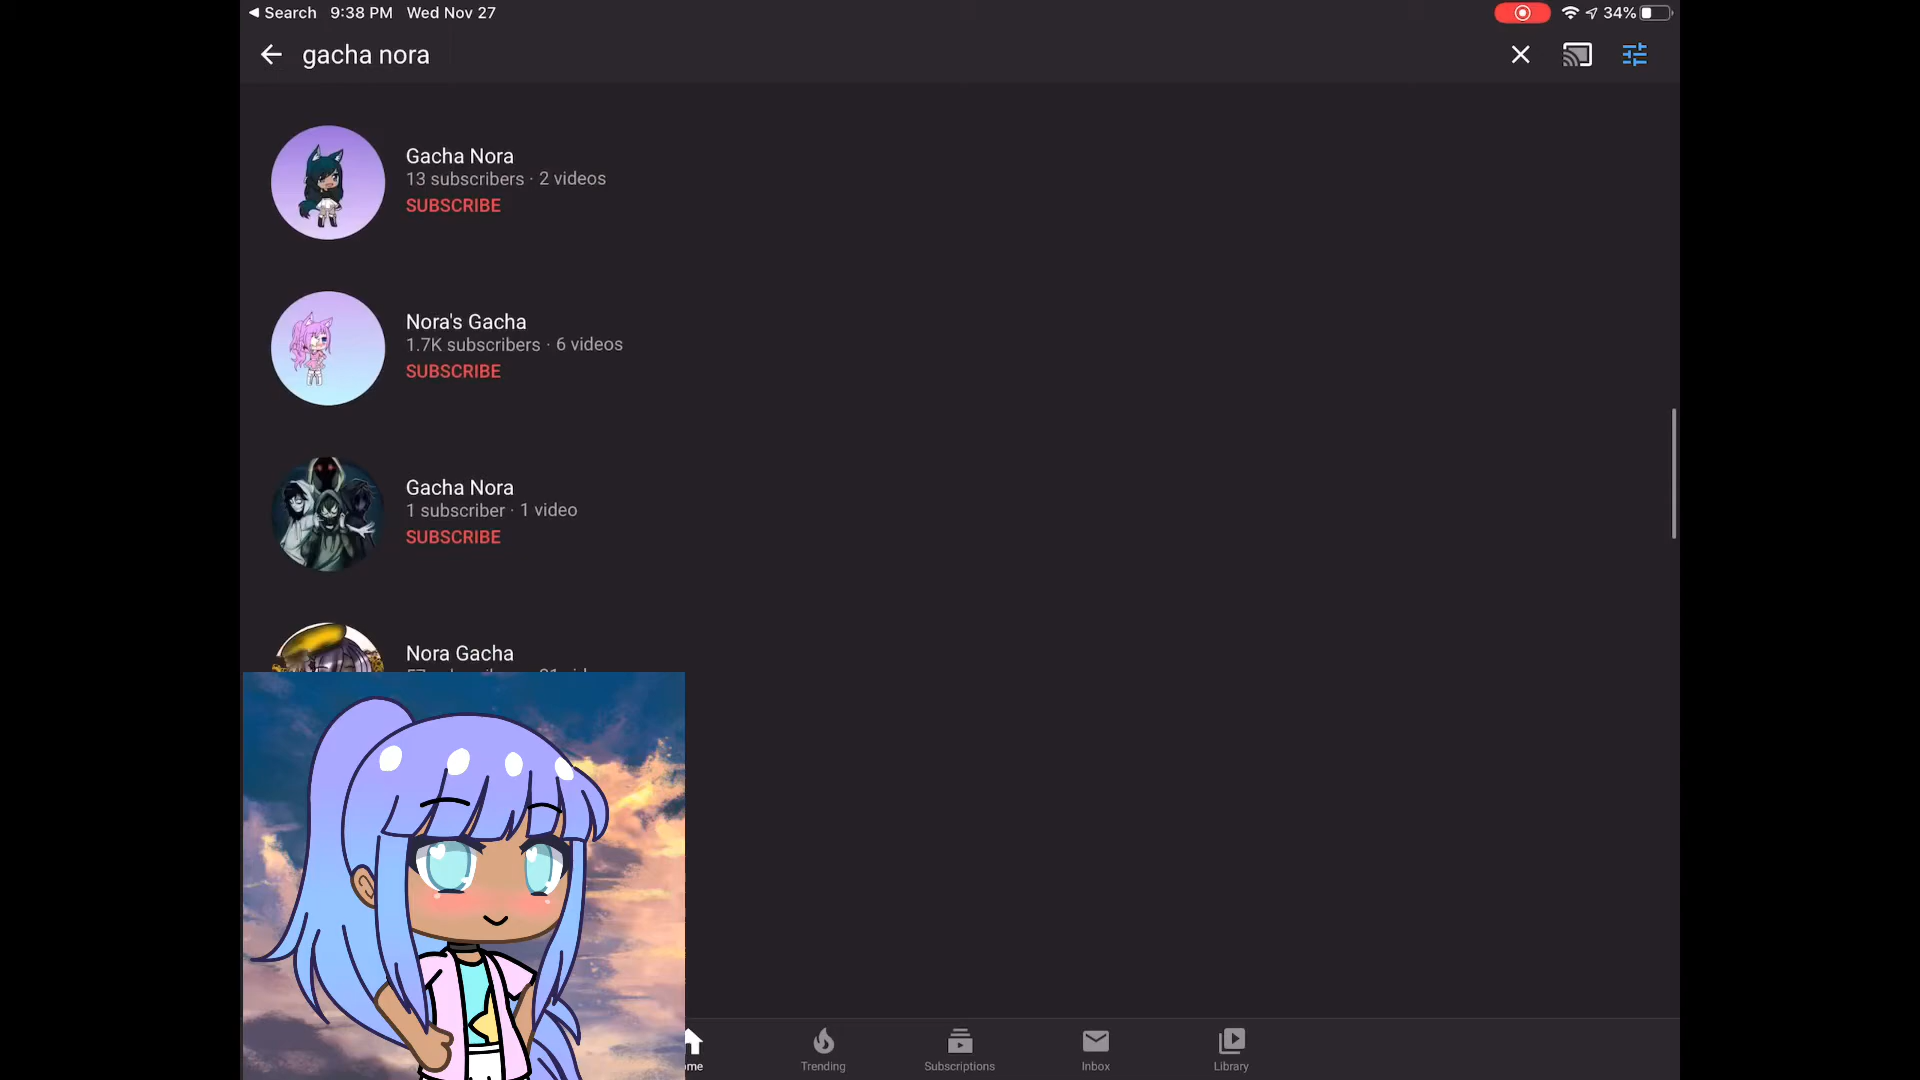 ◀ Search 9:38 PM Wed Nov 27 34%
gacha nora
Gacha Nora
13 subscribers · 2 videos
SUBSCRIBE
Nora's Gacha
1.7K subscribers · 6 videos
SUBSCRIBE
Gacha Nora
1 subscriber · 1 video
SUBSCRIBE
Nora Gacha
Trending Subscriptions Inbox Library